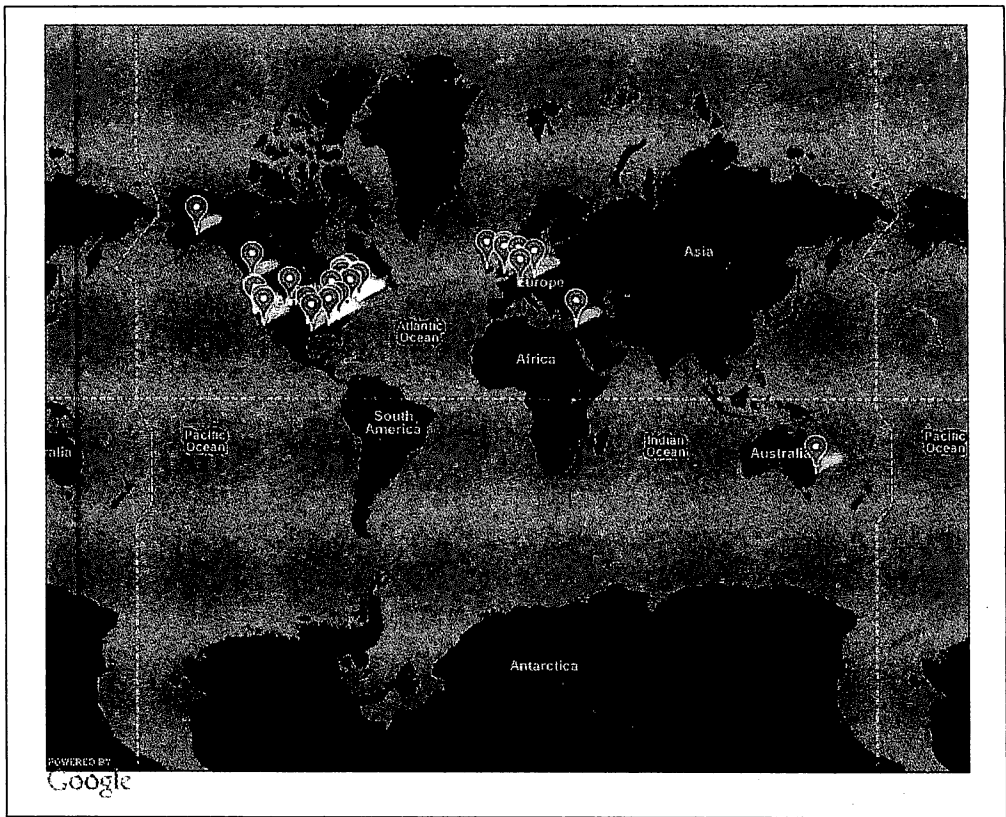 Asia
Europe
Atlantic
Ocean
Africa
South
America
Pacific
Ocean
Indian
Ocean
Australia
Pacific
Ocean
ralia
Antarctica
POWERED BY
Google